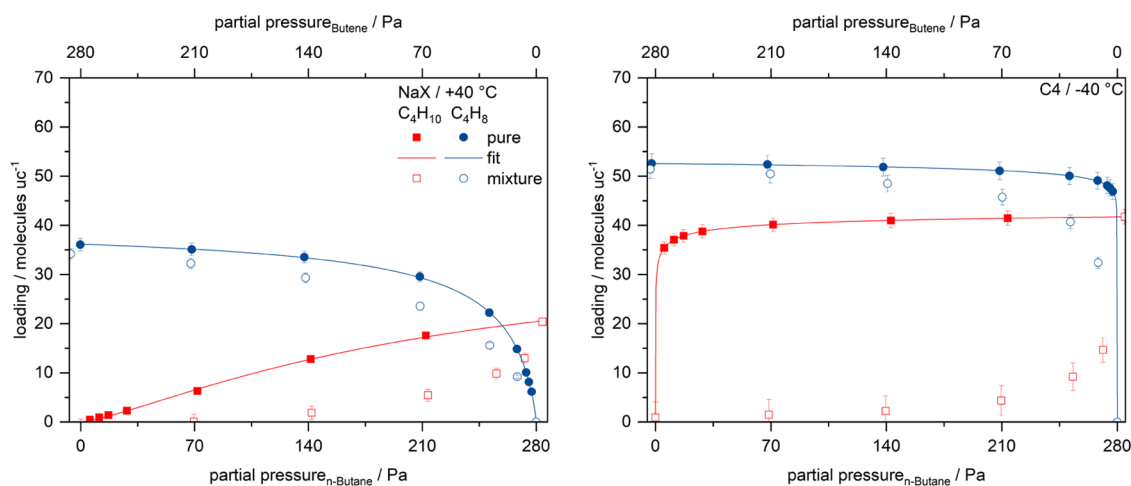 partial pressure_Butene / Pa
280 210 140 70 0
70
60
50
40
30
20
10
0
loading / molecules uc⁻¹
NaX / +40 °C
C₄H₁₀ C₄H₈
pure
fit
mixture
0 70 140 210 280
partial pressure_n-Butane / Pa
partial pressure_Butene / Pa
280 210 140 70 0
70
60
50
40
30
20
10
0
loading / molecules uc⁻¹
C4 / -40 °C
0 70 140 210 280
partial pressure_n-Butane / Pa